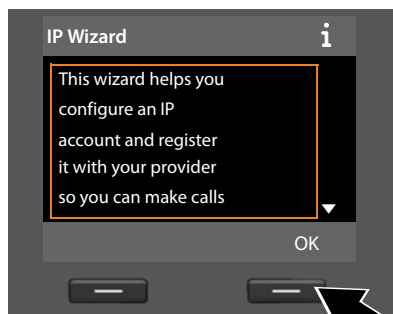 IP Wizard i
This wizard helps you
configure an IP
account and register
it with your provider
so you can make calls
OK